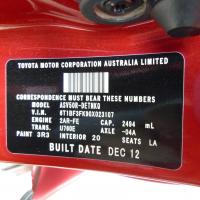 TOYOTA MOTOR CORPORATION AUSTRALIA LIMITED
CORRESPONDENCE MUST BEAR THESE NUMBERS
MODEL ASV50R-DETNKQ
V.I.N. 6T1BF3FK90X023107
ENGINE 2AR-FE CAP. 2494 mL
TRANS. U760E AXLE -04A
PAINT 3R3 INTERIOR 20 SEATS LA
BUILT DATE DEC 12